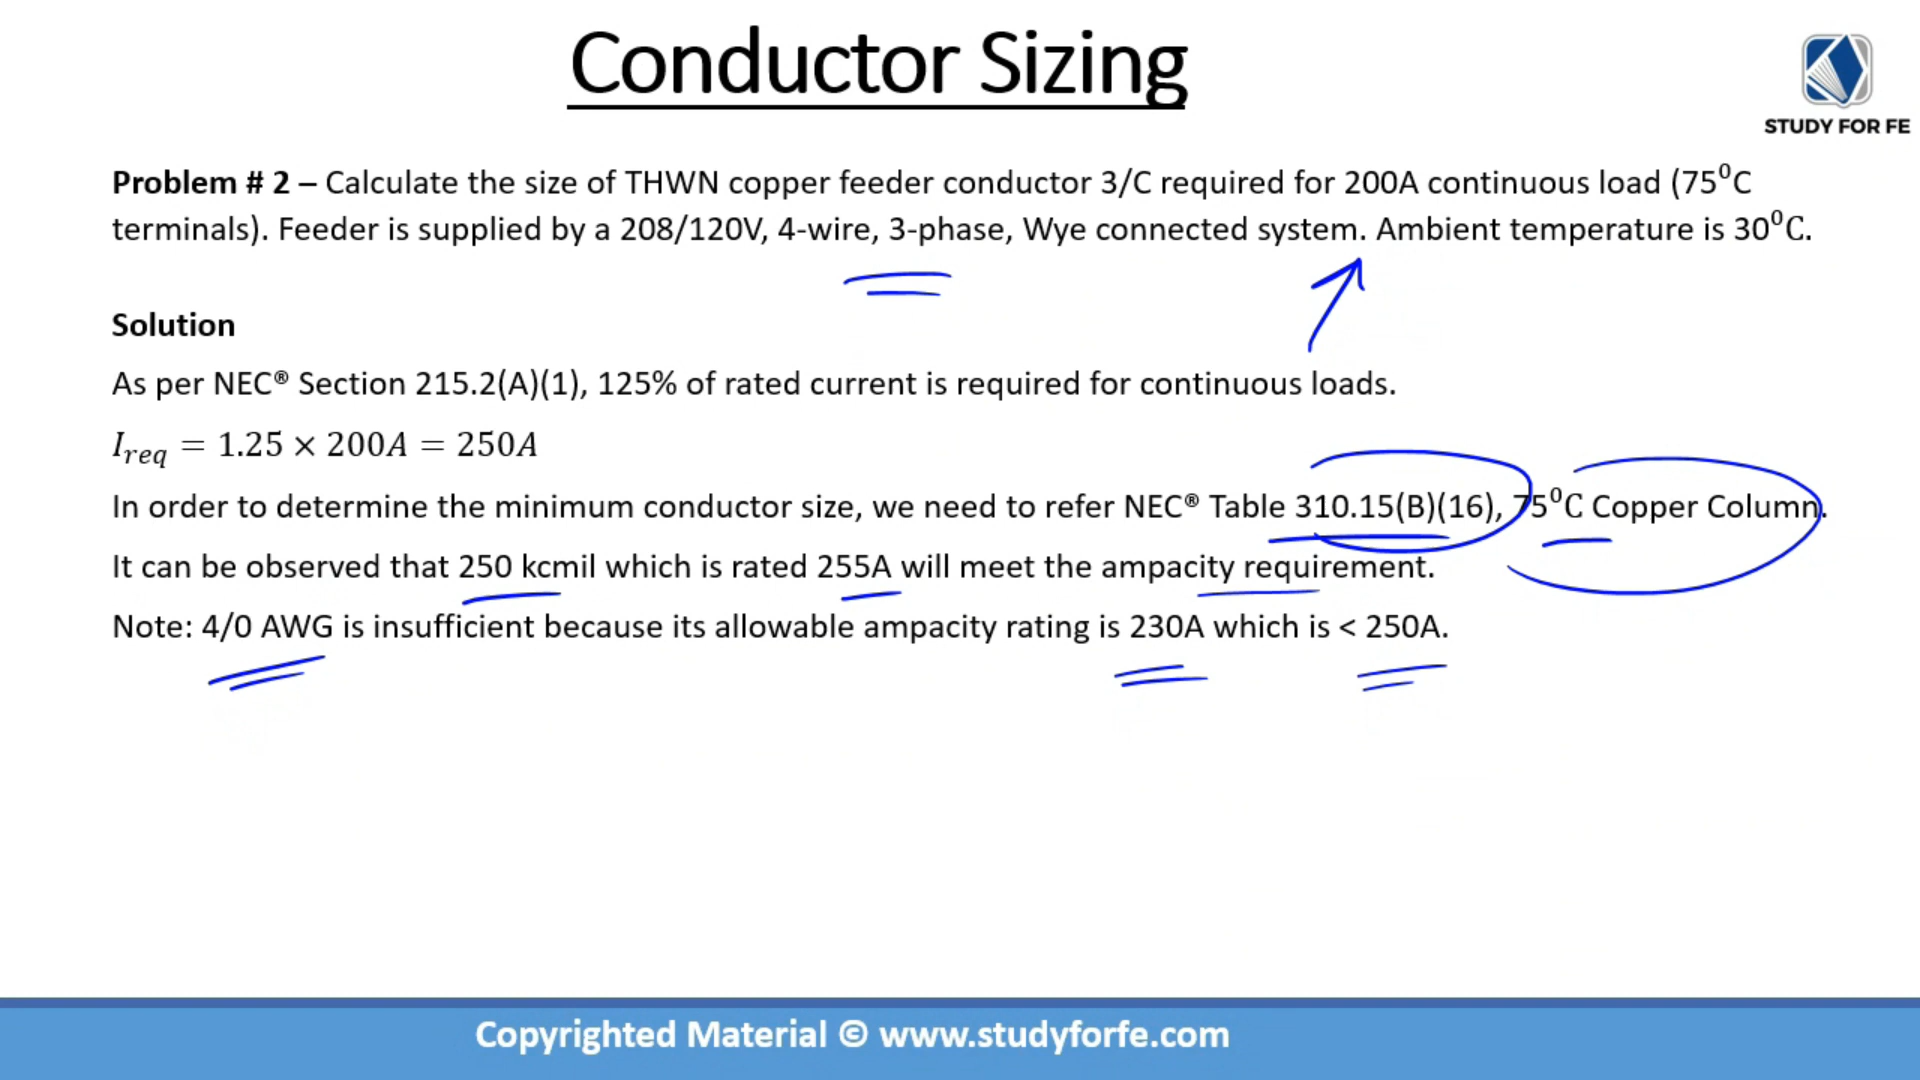 Conductor Sizing
STUDY FOR FE
Problem # 2 – Calculate the size of THWN copper feeder conductor 3/C required for 200A continuous load (75⁰C
terminals). Feeder is supplied by a 208/120V, 4-wire, 3-phase, Wye connected system. Ambient temperature is 30⁰C.
Solution
As per NEC® Section 215.2(A)(1), 125% of rated current is required for continuous loads.
I_req = 1.25 × 200A = 250A
In order to determine the minimum conductor size, we need to refer NEC® Table 310.15(B)(16), 75⁰C Copper Column.
It can be observed that 250 kcmil which is rated 255A will meet the ampacity requirement.
Note: 4/0 AWG is insufficient because its allowable ampacity rating is 230A which is < 250A.
Copyrighted Material © www.studyforfe.com